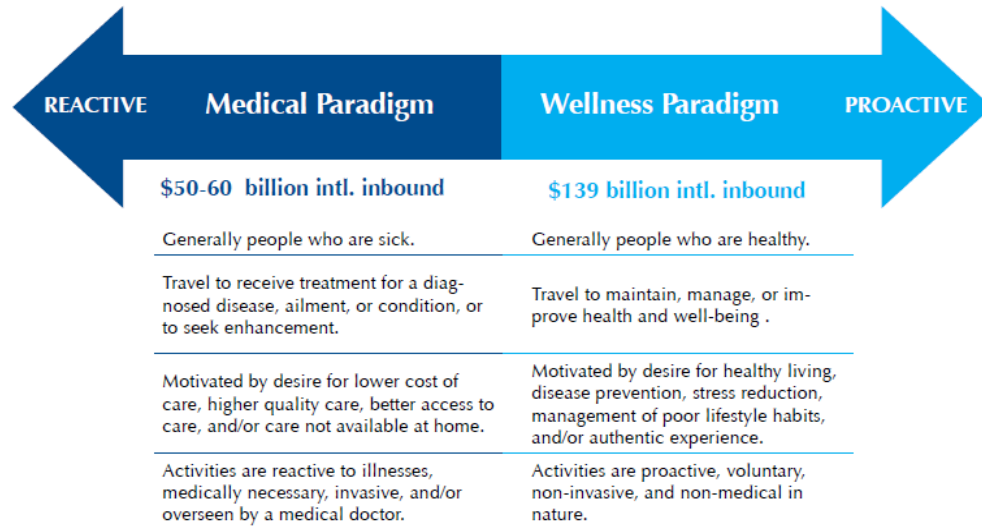 REACTIVE Medical Paradigm Wellness Paradigm PROACTIVE
$50-60 billion intl. inbound
$139 billion intl. inbound
Generally people who are sick.
Generally people who are healthy.
Travel to receive treatment for a diag-
nosed disease, ailment, or condition, or
to seek enhancement.
Travel to maintain, manage, or im-
prove health and well-being .
Motivated by desire for lower cost of
care, higher quality care, better access to
care, and/or care not available at home.
Motivated by desire for healthy living,
disease prevention, stress reduction,
management of poor lifestyle habits,
and/or authentic experience.
Activities are reactive to illnesses,
medically necessary, invasive, and/or
overseen by a medical doctor.
Activities are proactive, voluntary,
non-invasive, and non-medical in
nature.